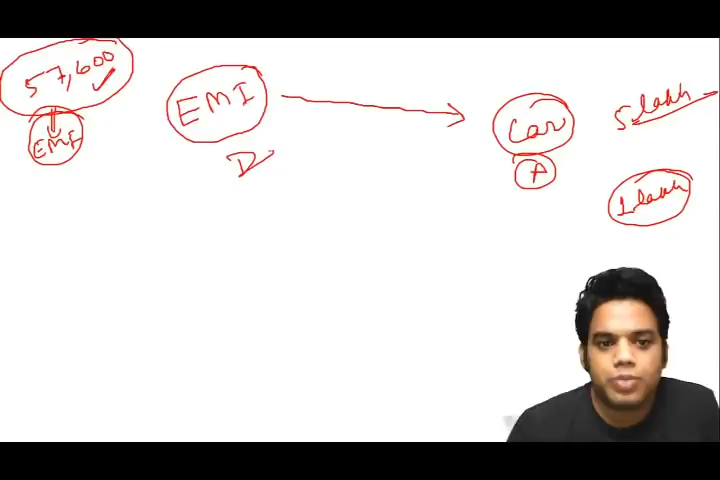 57,600
EMI
EMI
D
Car
A
5 lakh
1 lakh